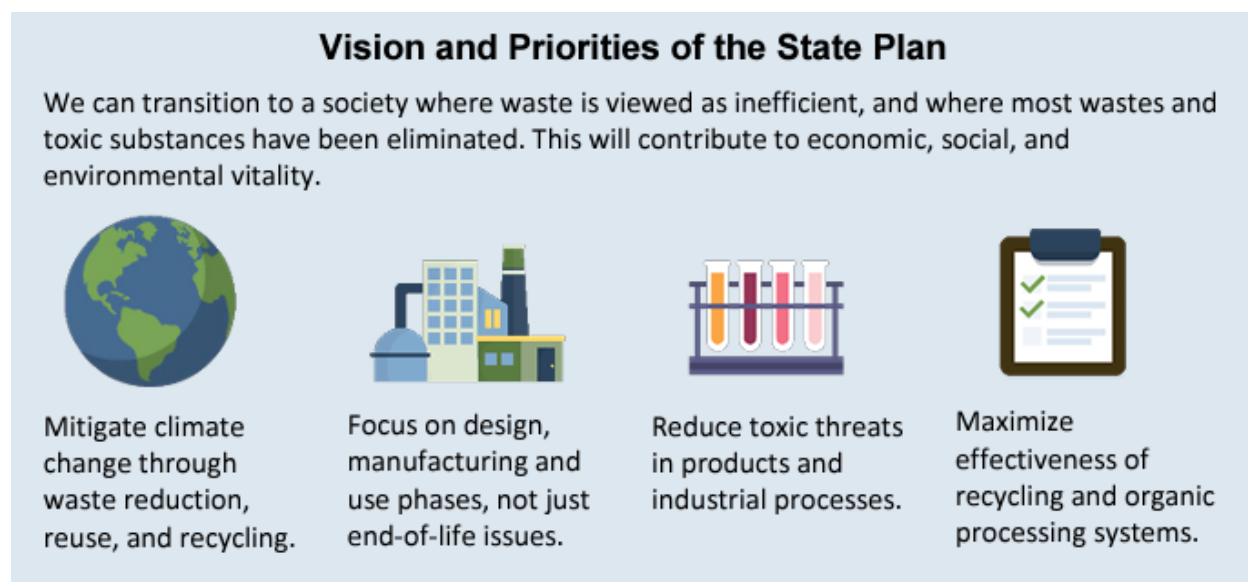 Vision and Priorities of the State Plan
We can transition to a society where waste is viewed as inefficient, and where most wastes and
toxic substances have been eliminated. This will contribute to economic, social, and
environmental vitality.
Mitigate climate
change through
waste reduction,
reuse, and recycling.
Focus on design,
manufacturing and
use phases, not just
end-of-life issues.
Reduce toxic threats
in products and
industrial processes.
Maximize
effectiveness of
recycling and organic
processing systems.